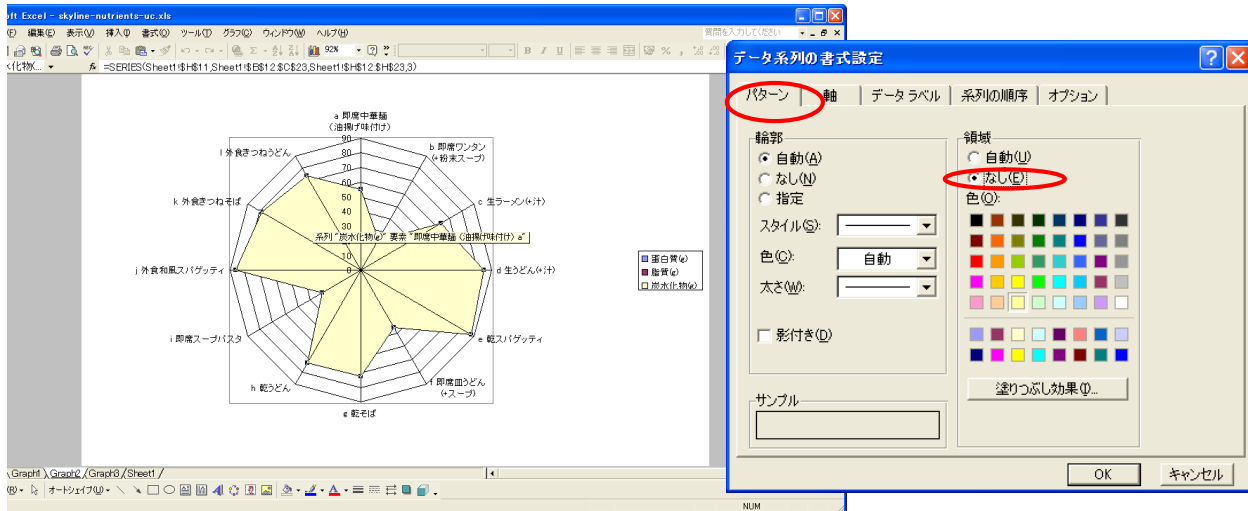 oft Excel - skyline-nutrients-uc.xls
(F) 編集(E) 表示(V) 挿入(I) 書式(O) ツール(T) グラフ(C) ウィンドウ(W) ヘルプ(H)
質問を入力してください
92%
=SERIES(Sheet1!$H$11,Sheet1!$B$12:$C$23,Sheet1!$H$12:$H$23,3)
a 即席中華麺
(油揚げ味付け)
b 即席ワンタン
(+粉末スープ)
c 生ラーメン(+汁)
d 生うどん(+汁)
e 乾スパゲッティ
f 即席皿うどん
(+スープ)
g 乾そば
h 乾うどん
i 即席スープパスタ
j 外食和風スパゲッティ
k 外食きつねそば
l 外食きつねうどん
90
80
70
60
50
40
30
10
0
系列 "炭水化物(g)" 要素 "即席中華麺 (油揚げ味付け) a"
蛋白質(g)
脂質(g)
炭水化物(g)
Graph1 Graph2 Graph3 Sheet1
(R) オートシェイプ(U)
NUM
データ系列の書式設定
パターン 軸 データ ラベル 系列の順序 オプション
輪郭
自動(A)
なし(N)
指定
スタイル(S):
色(C): 自動
太さ(W):
影付き(D)
サンプル
領域
自動(U)
なし(E)
色(O):
塗りつぶし効果(I)...
OK キャンセル